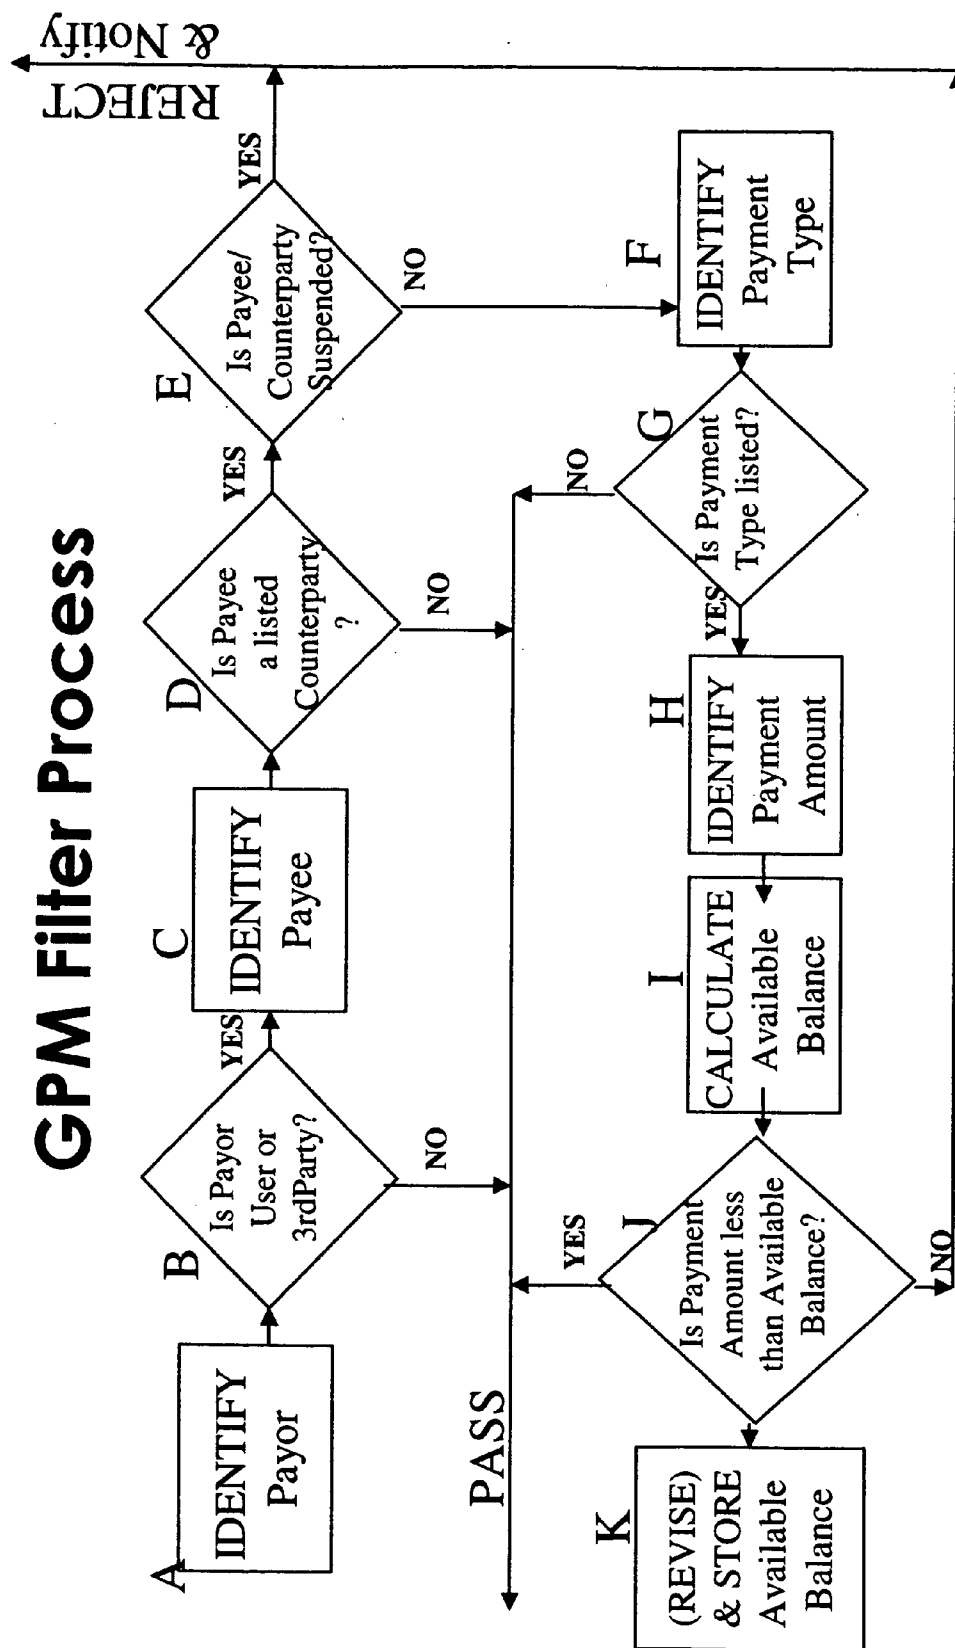 GPM Filter Process
A
IDENTIFY
Payor
B
Is Payor
User or
3rdParty?
YES
NO
C
IDENTIFY
Payee
D
Is Payee
a listed
Counterparty
?
YES
NO
E
Is Payee/
Counterparty
Suspended?
YES
NO
REJECT
& Notify
F
IDENTIFY
Payment
Type
G
Is Payment
Type listed?
NO
YES
H
IDENTIFY
Payment
Amount
I
CALCULATE
Available
Balance
J
Is Payment
Amount less
than Available
Balance?
YES
NO
PASS
K
(REVISE)
& STORE
Available
Balance